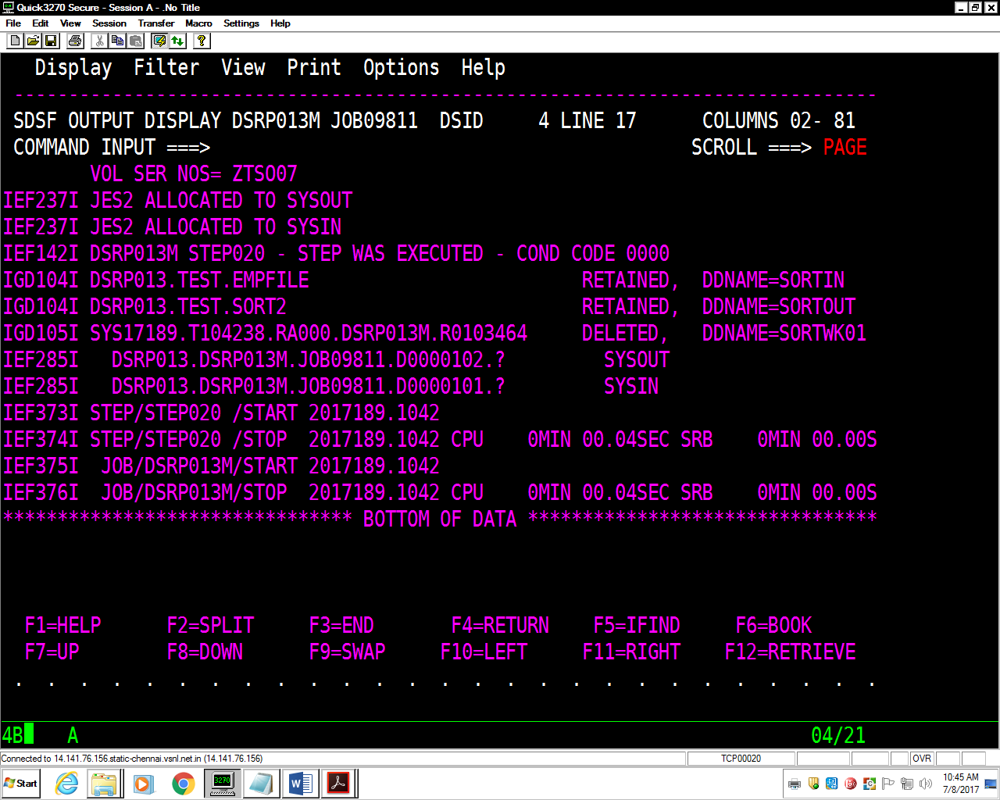 Quick3270 Secure - Session A - .No Title
File Edit View Session Transfer Macro Settings Help
Display Filter View Print Options Help
-------------------------------------------------------------------------------
SDSF OUTPUT DISPLAY DSRP013M JOB09811 DSID 4 LINE 17 COLUMNS 02- 81
COMMAND INPUT ===> SCROLL ===> PAGE
VOL SER NOS= ZTSO07
IEF237I JES2 ALLOCATED TO SYSOUT
IEF237I JES2 ALLOCATED TO SYSIN
IEF142I DSRP013M STEP020 - STEP WAS EXECUTED - COND CODE 0000
IGD104I DSRP013.TEST.EMPFILE RETAINED, DDNAME=SORTIN
IGD104I DSRP013.TEST.SORT2 RETAINED, DDNAME=SORTOUT
IGD105I SYS17189.T104238.RA000.DSRP013M.R0103464 DELETED, DDNAME=SORTWK01
IEF285I DSRP013.DSRP013M.JOB09811.D0000102.? SYSOUT
IEF285I DSRP013.DSRP013M.JOB09811.D0000101.? SYSIN
IEF373I STEP/STEP020 /START 2017189.1042
IEF374I STEP/STEP020 /STOP 2017189.1042 CPU 0MIN 00.04SEC SRB 0MIN 00.00S
IEF375I JOB/DSRP013M/START 2017189.1042
IEF376I JOB/DSRP013M/STOP 2017189.1042 CPU 0MIN 00.04SEC SRB 0MIN 00.00S
******************************** BOTTOM OF DATA ********************************
F1=HELP F2=SPLIT F3=END F4=RETURN F5=IFIND F6=BOOK
F7=UP F8=DOWN F9=SWAP F10=LEFT F11=RIGHT F12=RETRIEVE
. . . . . . . . . . . . . . . . . . . . . . . . . . .
4B A 04/21
Connected to 14.141.76.156.static-chennai.vsnl.net.in (14.141.76.156) TCP00020 OVR
Start 3270 10:45 AM
7/8/2017